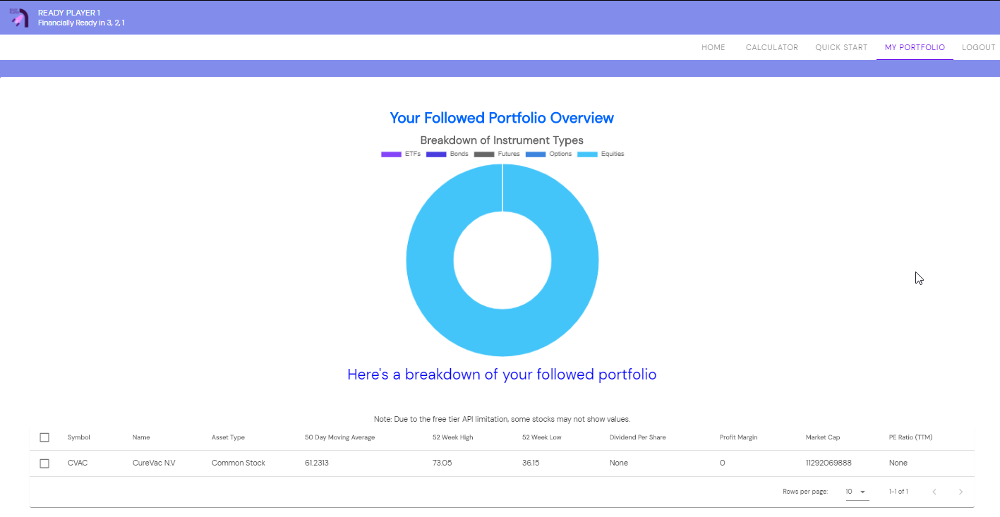 READY PLAYER 1
Financially Ready in 3, 2, 1
HOME CALCULATOR QUICK START MY PORTFOLIO LOGOUT
Your Followed Portfolio Overview
Breakdown of Instrument Types
ETFs Bonds Futures Options Equities
Here's a breakdown of your followed portfolio
Note: Due to the free tier API limitation, some stocks may not show values.
Symbol Name Asset Type 50 Day Moving Average 52 Week High 52 Week Low Dividend Per Share Profit Margin Market Cap PE Ratio (TTM)
CVAC CureVac N.V Common Stock 61.2313 73.05 36.15 None 0 11292069888 None
Rows per page: 10 1-1 of 1